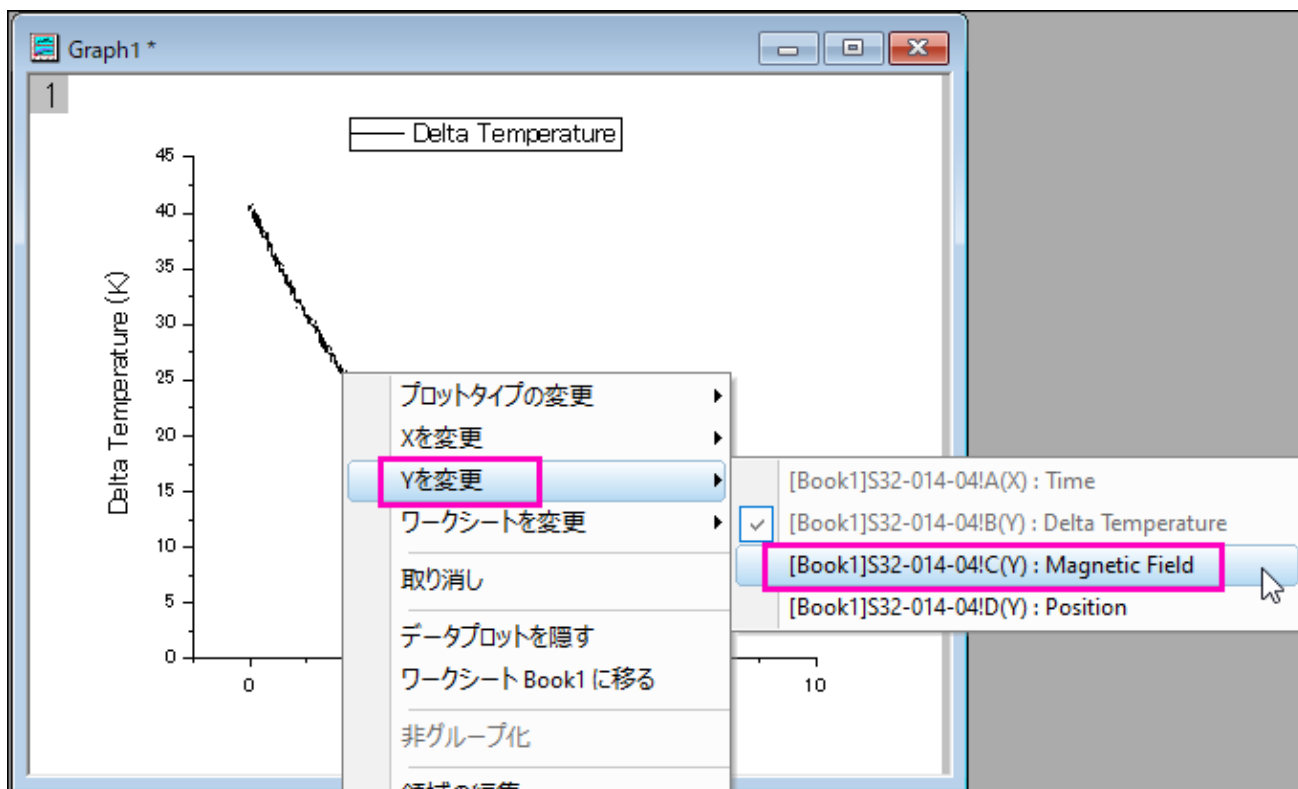 Graph1 *
1
Delta Temperature
45
40
35
30
25
20
15
10
5
0
Delta Temperature (K)
0
10
プロットタイプの変更
Xを変更
Yを変更
ワークシートを変更
取り消し
データプロットを隠す
ワークシート Book1 に移る
非グループ化
[Book1]S32-014-04!A(X) : Time
[Book1]S32-014-04!B(Y) : Delta Temperature
[Book1]S32-014-04!C(Y) : Magnetic Field
[Book1]S32-014-04!D(Y) : Position